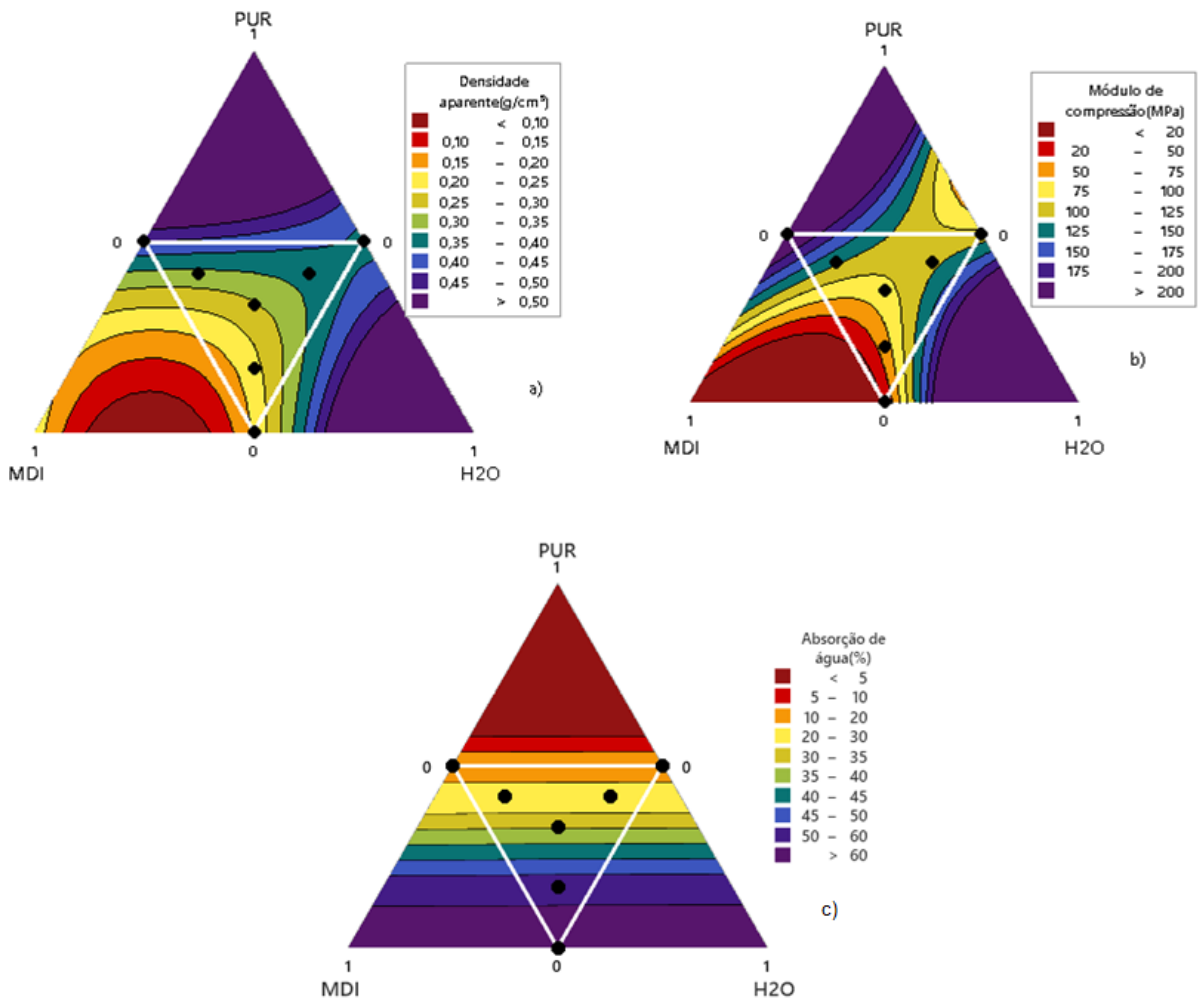 PUR
1
Densidade
aparente(g/cm³)
< 0,10
0,10 – 0,15
0,15 – 0,20
0,20 – 0,25
0,25 – 0,30
0,30 – 0,35
0,35 – 0,40
0,40 – 0,45
0,45 – 0,50
> 0,50
0
0
a)
1
0
1
MDI
H2O
PUR
1
Módulo de
compressão(MPa)
< 20
20 – 50
50 – 75
75 – 100
100 – 125
125 – 150
150 – 175
175 – 200
> 200
0
0
b)
1
0
1
MDI
H2O
PUR
1
Absorção de
água(%)
< 5
5 – 10
10 – 20
20 – 30
30 – 35
35 – 40
40 – 45
45 – 50
50 – 60
> 60
0
0
c)
1
0
1
MDI
H2O